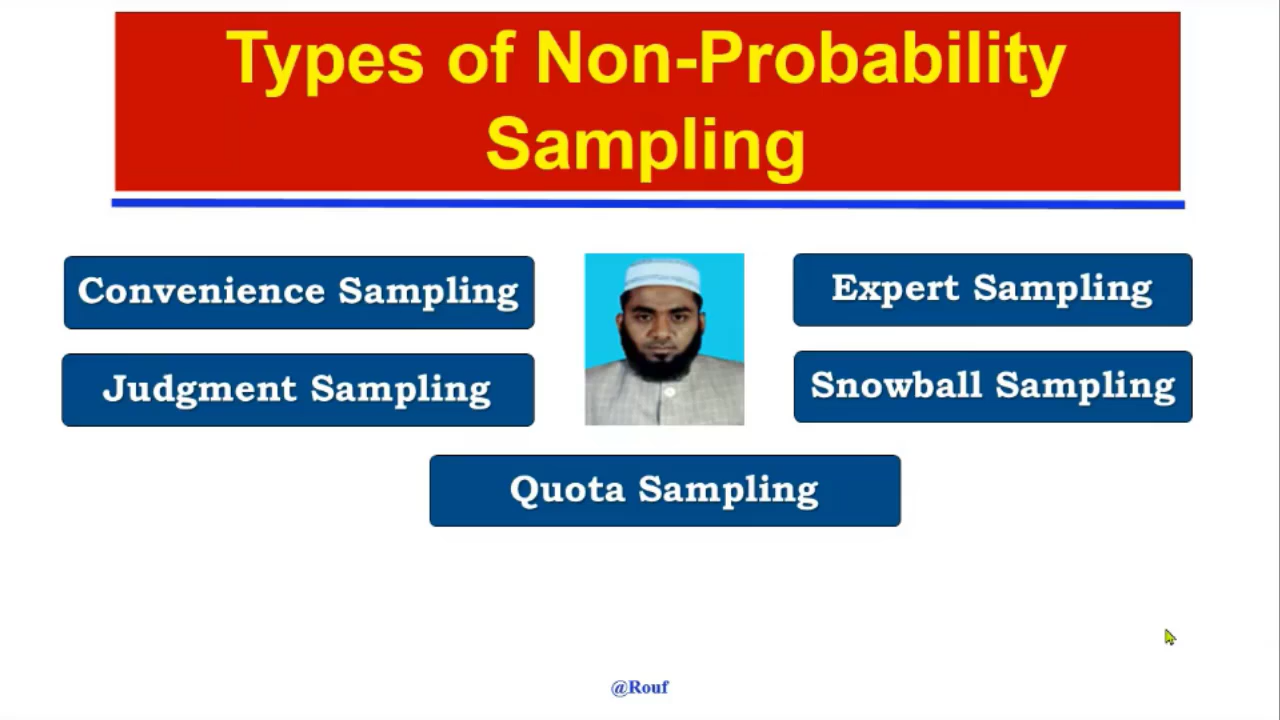 Types of Non-Probability
Sampling
Convenience Sampling
Expert Sampling
Judgment Sampling
Snowball Sampling
Quota Sampling
@Rouf